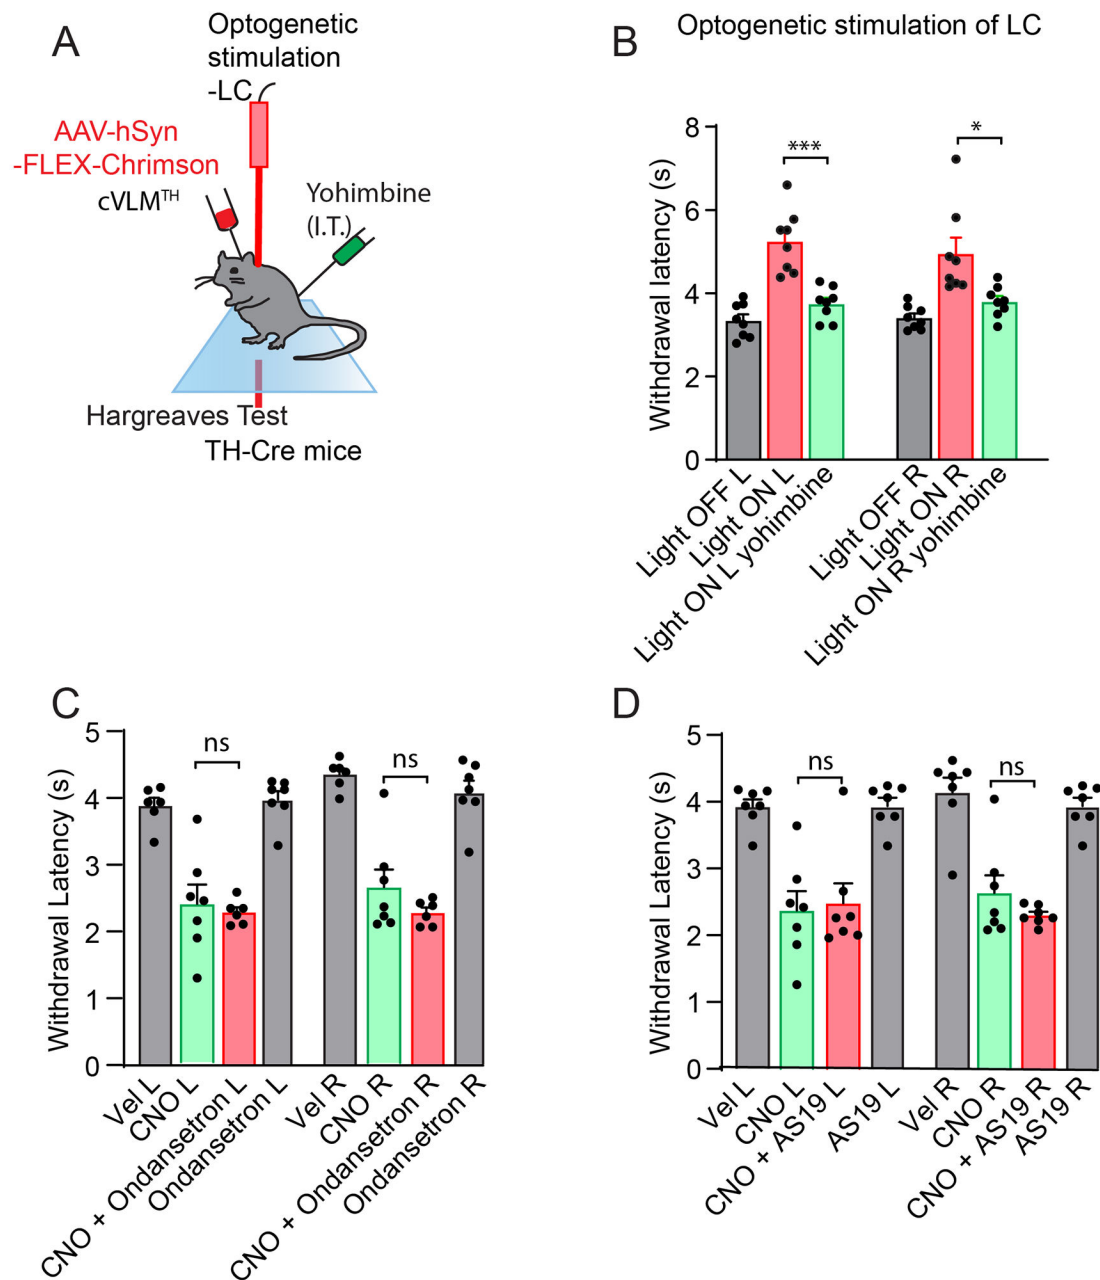 A
Optogenetic
stimulation
-LC
AAV-hSyn
-FLEX-Chrimson
cVLMᵀᴴ
Yohimbine
(I.T.)
Hargreaves Test
TH-Cre mice
B
Optogenetic stimulation of LC
Withdrawal latency (s)
8
6
4
2
0
***
*
Light OFF L
Light ON L
Light ON L yohimbine
Light OFF R
Light ON R
Light ON R yohimbine
C
Withdrawal Latency (s)
5
4
3
2
1
0
ns
ns
Vel L
CNO L
CNO + Ondansetron L
Ondansetron L
Vel R
CNO R
CNO + Ondansetron R
Ondansetron R
D
Withdrawal Latency (s)
5
4
3
2
1
0
ns
ns
Vel L
CNO L
CNO + AS19 L
AS19 L
Vel R
CNO R
CNO + AS19 R
AS19 R